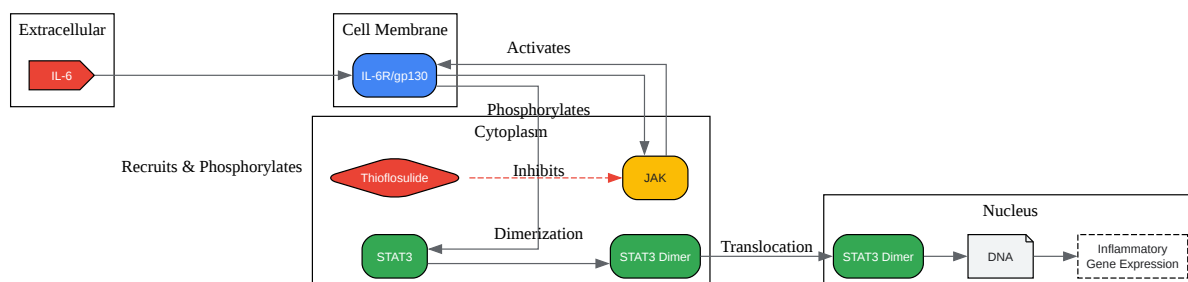 Extracellular
IL-6
Cell Membrane
IL-6R/gp130
Activates
Phosphorylates
Cytoplasm
Recruits & Phosphorylates
Thioflosulide
Inhibits
JAK
STAT3
Dimerization
STAT3 Dimer
Translocation
Nucleus
STAT3 Dimer
DNA
Inflammatory
Gene Expression